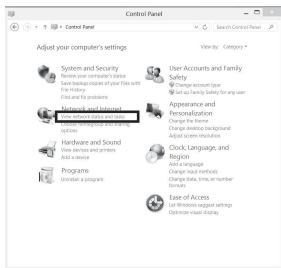 Control Panel
Control Panel
Search Control Panel
Adjust your computer's settings
View by: Category
System and Security
Review your computer's status
Save backup copies of your files with
File History
Find and fix problems
Network and Internet
View network status and tasks
Choose homegroup and sharing
options
Hardware and Sound
View devices and printers
Add a device
Programs
Uninstall a program
User Accounts and Family
Safety
Change account type
Set up Family Safety for any user
Appearance and
Personalization
Change the theme
Change desktop background
Adjust screen resolution
Clock, Language, and
Region
Add a language
Change input methods
Change date, time, or number
formats
Ease of Access
Let Windows suggest settings
Optimize visual display